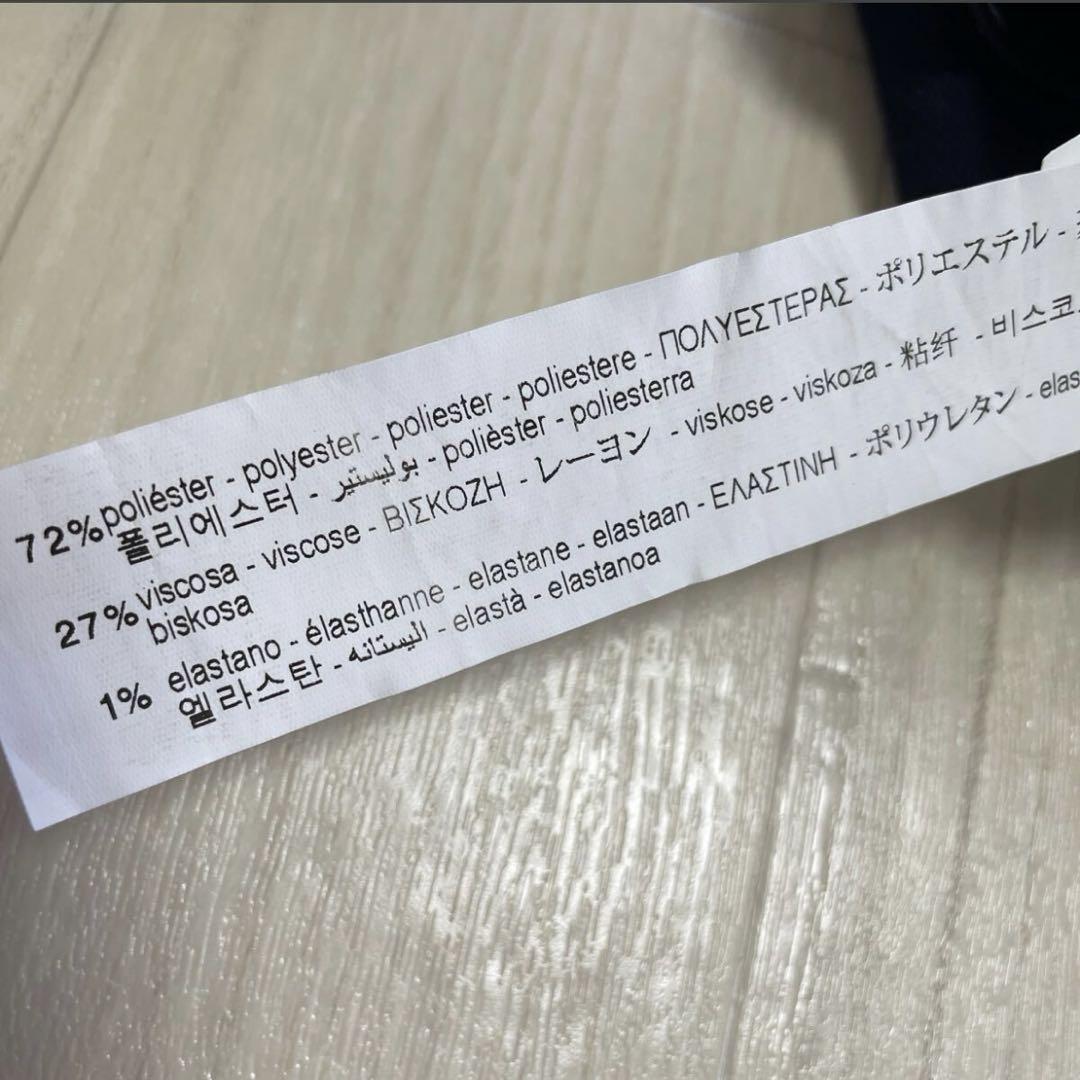 72% poliéster - polyester - poliester - poliestere - ΠΟΛΥΕΣΤΕΡΑΣ - ポリエステル -
폴리에스터 - بوليستير - polièster - poliesterra
27% viscosa - viscose - ΒΙΣΚΟΖΗ - レーヨン - viskose - viskoza - 粘纤 - 비스코
biskosa
1% elastano - élasthanne - elastane - elastaan - ΕΛΑΣΤΙΝΗ - ポリウレタン - elas
엘라스탄 - اليستانه - elastà - elastanoa